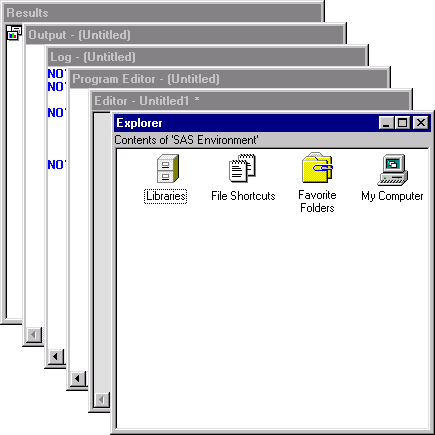 Results
Output - (Untitled)
Log - (Untitled)
NO
NO
Program Editor - (Untitled)
NO
Editor - Untitled1 *
Explorer
Contents of 'SAS Environment'
NO
Libraries
File Shortcuts
Favorite
Folders
My Computer